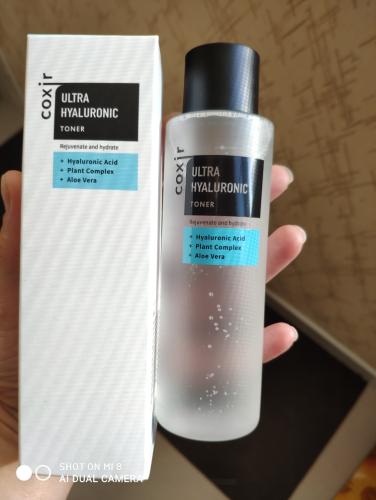 coxir
ULTRA
HYALURONIC
TONER
Rejuvenate and hydrate
• Hyaluronic Acid
• Plant Complex
• Aloe Vera
coxir
ULTRA
HYALURONIC
TONER
Rejuvenate and hydrate
• Hyaluronic Acid
• Plant Complex
• Aloe Vera
SHOT ON MI 8
AI DUAL CAMERA